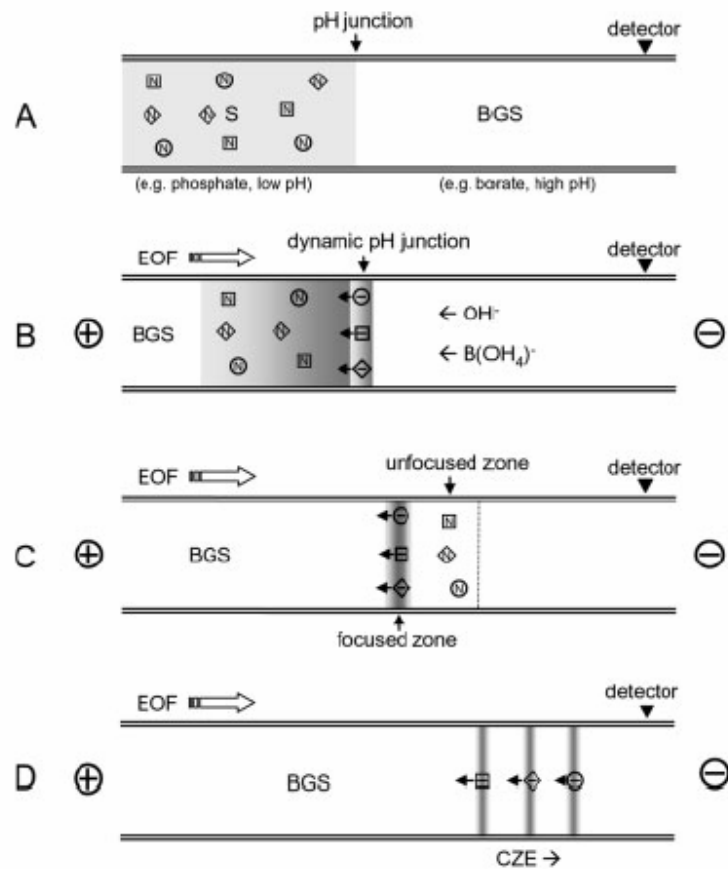 pH junction
detector
A
N N N
N N S N
N N N
BGS
(e.g. phosphate, low pH) (e.g. borate, high pH)
EOF
dynamic pH junction
detector
B
+ BGS
N N
N N
N N
← OH⁻
← B(OH₄)⁻
−
EOF
unfocused zone
detector
C
+ BGS
N
N
N
−
focused zone
EOF
detector
D
+ BGS
−
CZE →